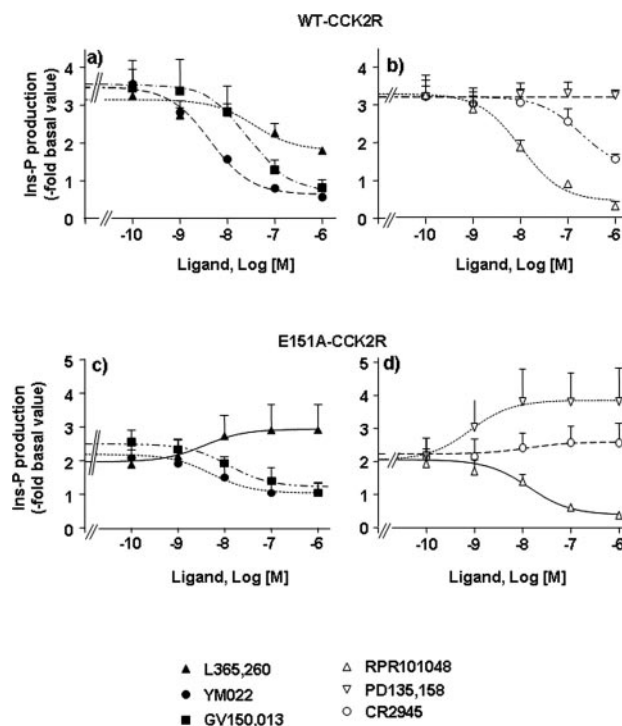 WT-CCK2R
a)
Ins-P production
(-fold basal value)
4
3
2
1
0
-10 -9 -8 -7 -6
Ligand, Log [M]
b)
4
3
2
1
0
-10 -9 -8 -7 -6
Ligand, Log [M]
E151A-CCK2R
c)
Ins-P production
(-fold basal value)
5
4
3
2
1
0
-10 -9 -8 -7 -6
Ligand, Log [M]
d)
5
4
3
2
1
0
-10 -9 -8 -7 -6
Ligand, Log [M]
L365,260
YM022
GV150,013
RPR101048
PD135,158
CR2945